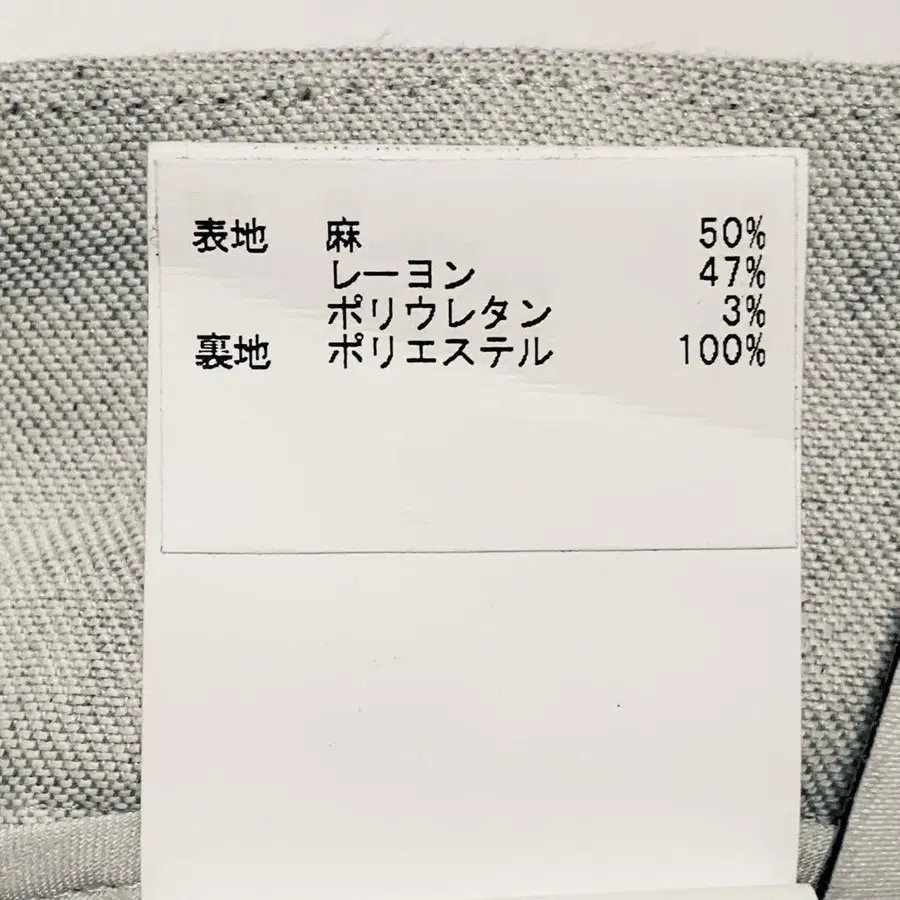 表地 麻 50%
レーヨン 47%
ポリウレタン 3%
裏地 ポリエステル 100%